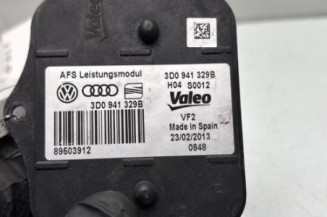 Valeo
AFS Leistungsmodul
3D0 941 329B
H04 S0012
3D0 941 329B
Valeo
VF2
Made in Spain
23/02/2013
89503912
0848